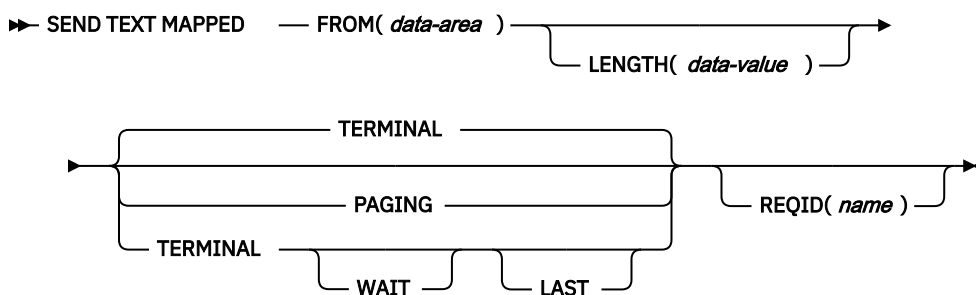 SEND TEXT MAPPED FROM( data-area )
LENGTH( data-value )
TERMINAL
PAGING
REQID( name )
TERMINAL
WAIT LAST